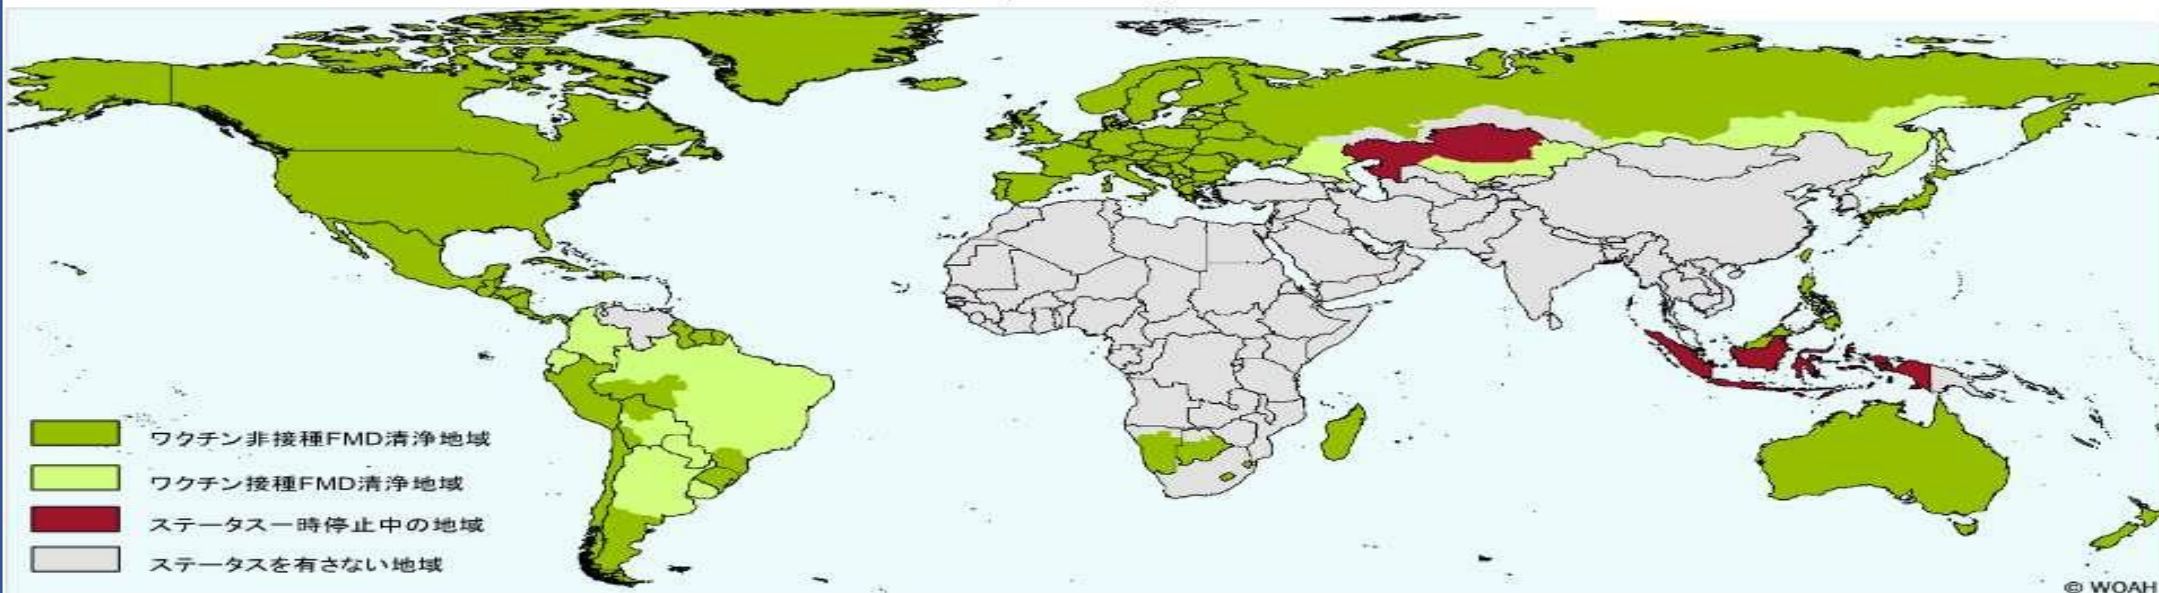 ワクチン非接種FMD清浄地域
ワクチン接種FMD清浄地域
ステータス一時停止中の地域
ステータスを有さない地域
© WOAH